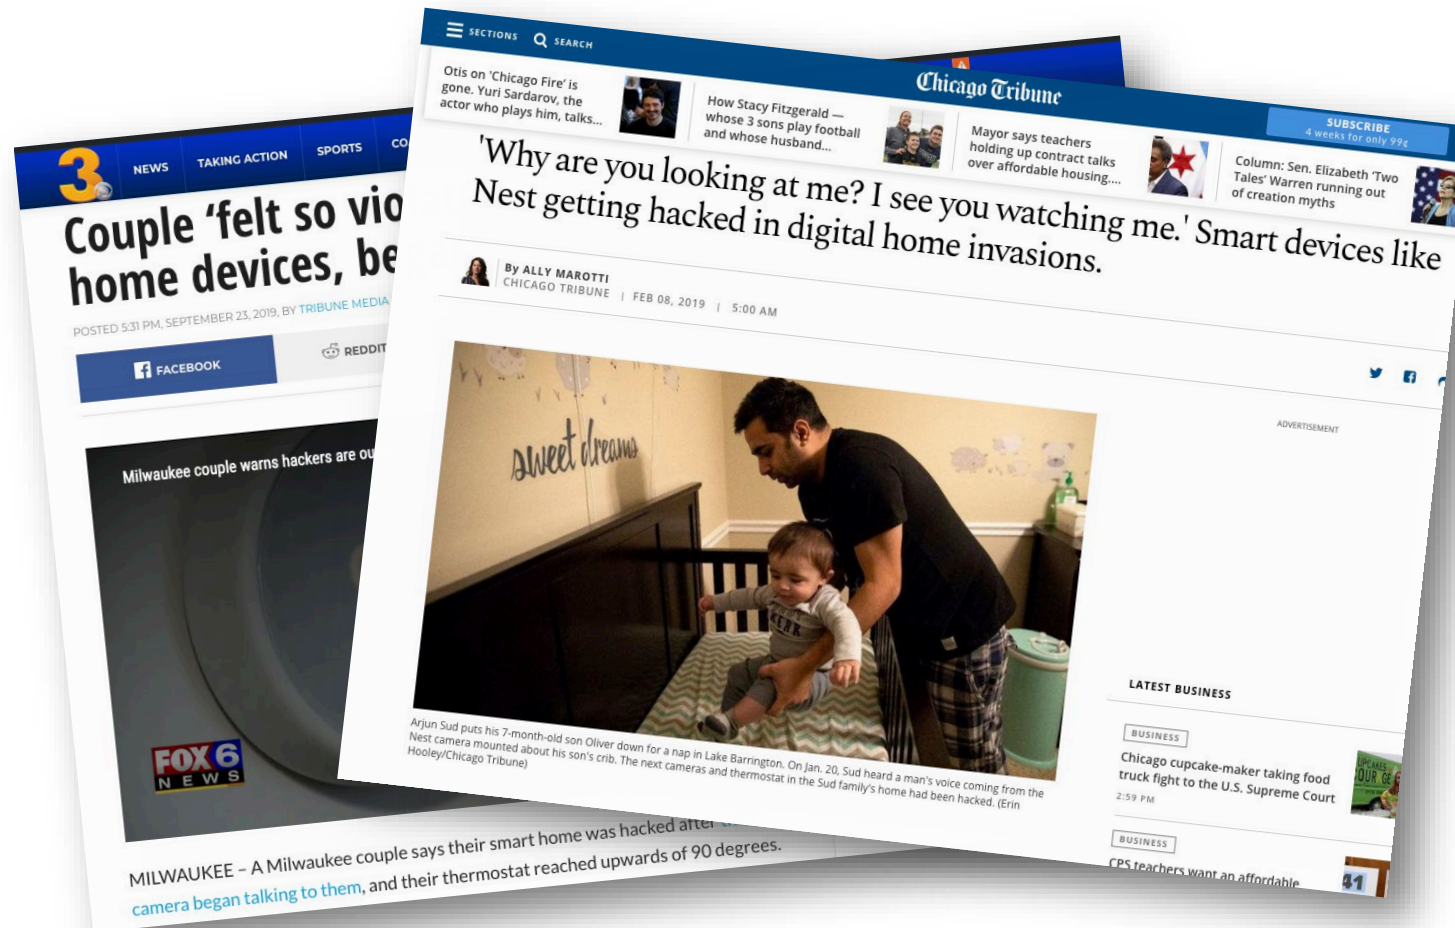 3
NEWS
TAKING ACTION
SPORTS
Couple ‘felt so
home devices,
POSTED 5:31 PM, SEPTEMBER 23, 2019, BY TRIBUNE MEDIA
FACEBOOK
REDDIT
Milwaukee couple warns hackers are
FOX 6
NEWS
MILWAUKEE – A Milwaukee couple says their smart home was hacked after
camera began talking to them, and their thermostat reached upwards of 90 degrees.
SECTIONS
SEARCH
Chicago Tribune
SUBSCRIBE
4 weeks for only 99¢
Otis on 'Chicago Fire' is
gone. Yuri Sardarov, the
actor who plays him, talks...
How Stacy Fitzgerald —
whose 3 sons play football
and whose husband...
Mayor says teachers
holding up contract talks
over affordable housing....
Column: Sen. Elizabeth 'Two
Tales' Warren running out
of creation myths
'Why are you looking at me? I see you watching me.' Smart devices like
Nest getting hacked in digital home invasions.
By ALLY MAROTTI
CHICAGO TRIBUNE | FEB 08, 2019 | 5:00 AM
ADVERTISEMENT
sweet dreams
Arjun Sud puts his 7-month-old son Oliver down for a nap in Lake Barrington. On Jan. 20, Sud heard a man's voice coming from the
Nest camera mounted about his son's crib. The next cameras and thermostat in the Sud family's home had been hacked. (Erin
Hooley/Chicago Tribune)
LATEST BUSINESS
BUSINESS
Chicago cupcake-maker taking food
truck fight to the U.S. Supreme Court
2:59 PM
BUSINESS
CPS teachers want an affordable
41